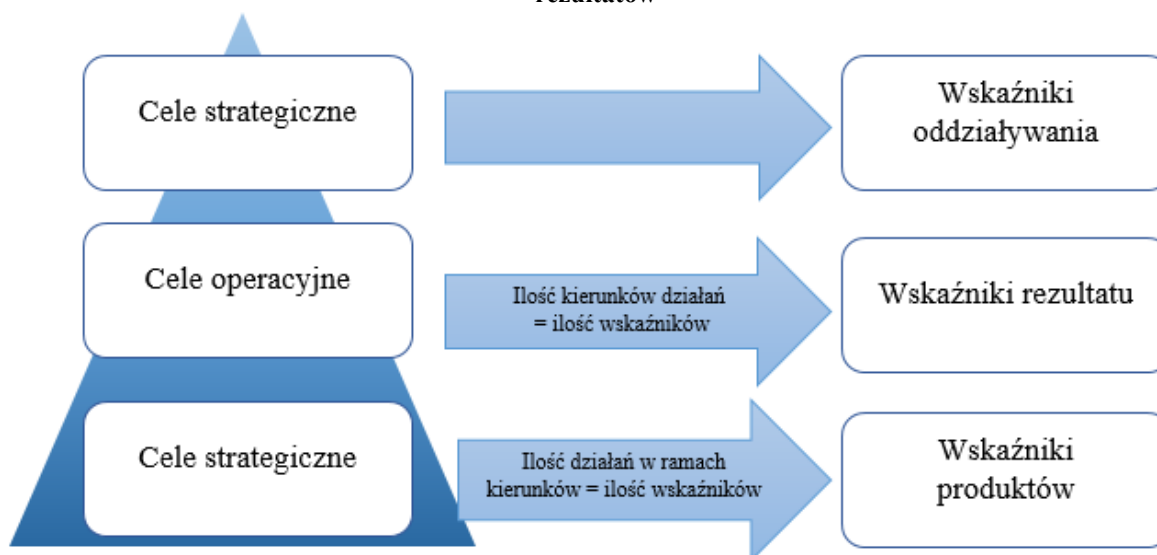 rezultatów
Cele strategiczne
Wskaźniki
oddziaływania
Cele operacyjne
Ilość kierunków działań
= ilość wskaźników
Wskaźniki rezultatu
Cele strategiczne
Ilość działań w ramach
kierunków = ilość wskaźników
Wskaźniki
produktów